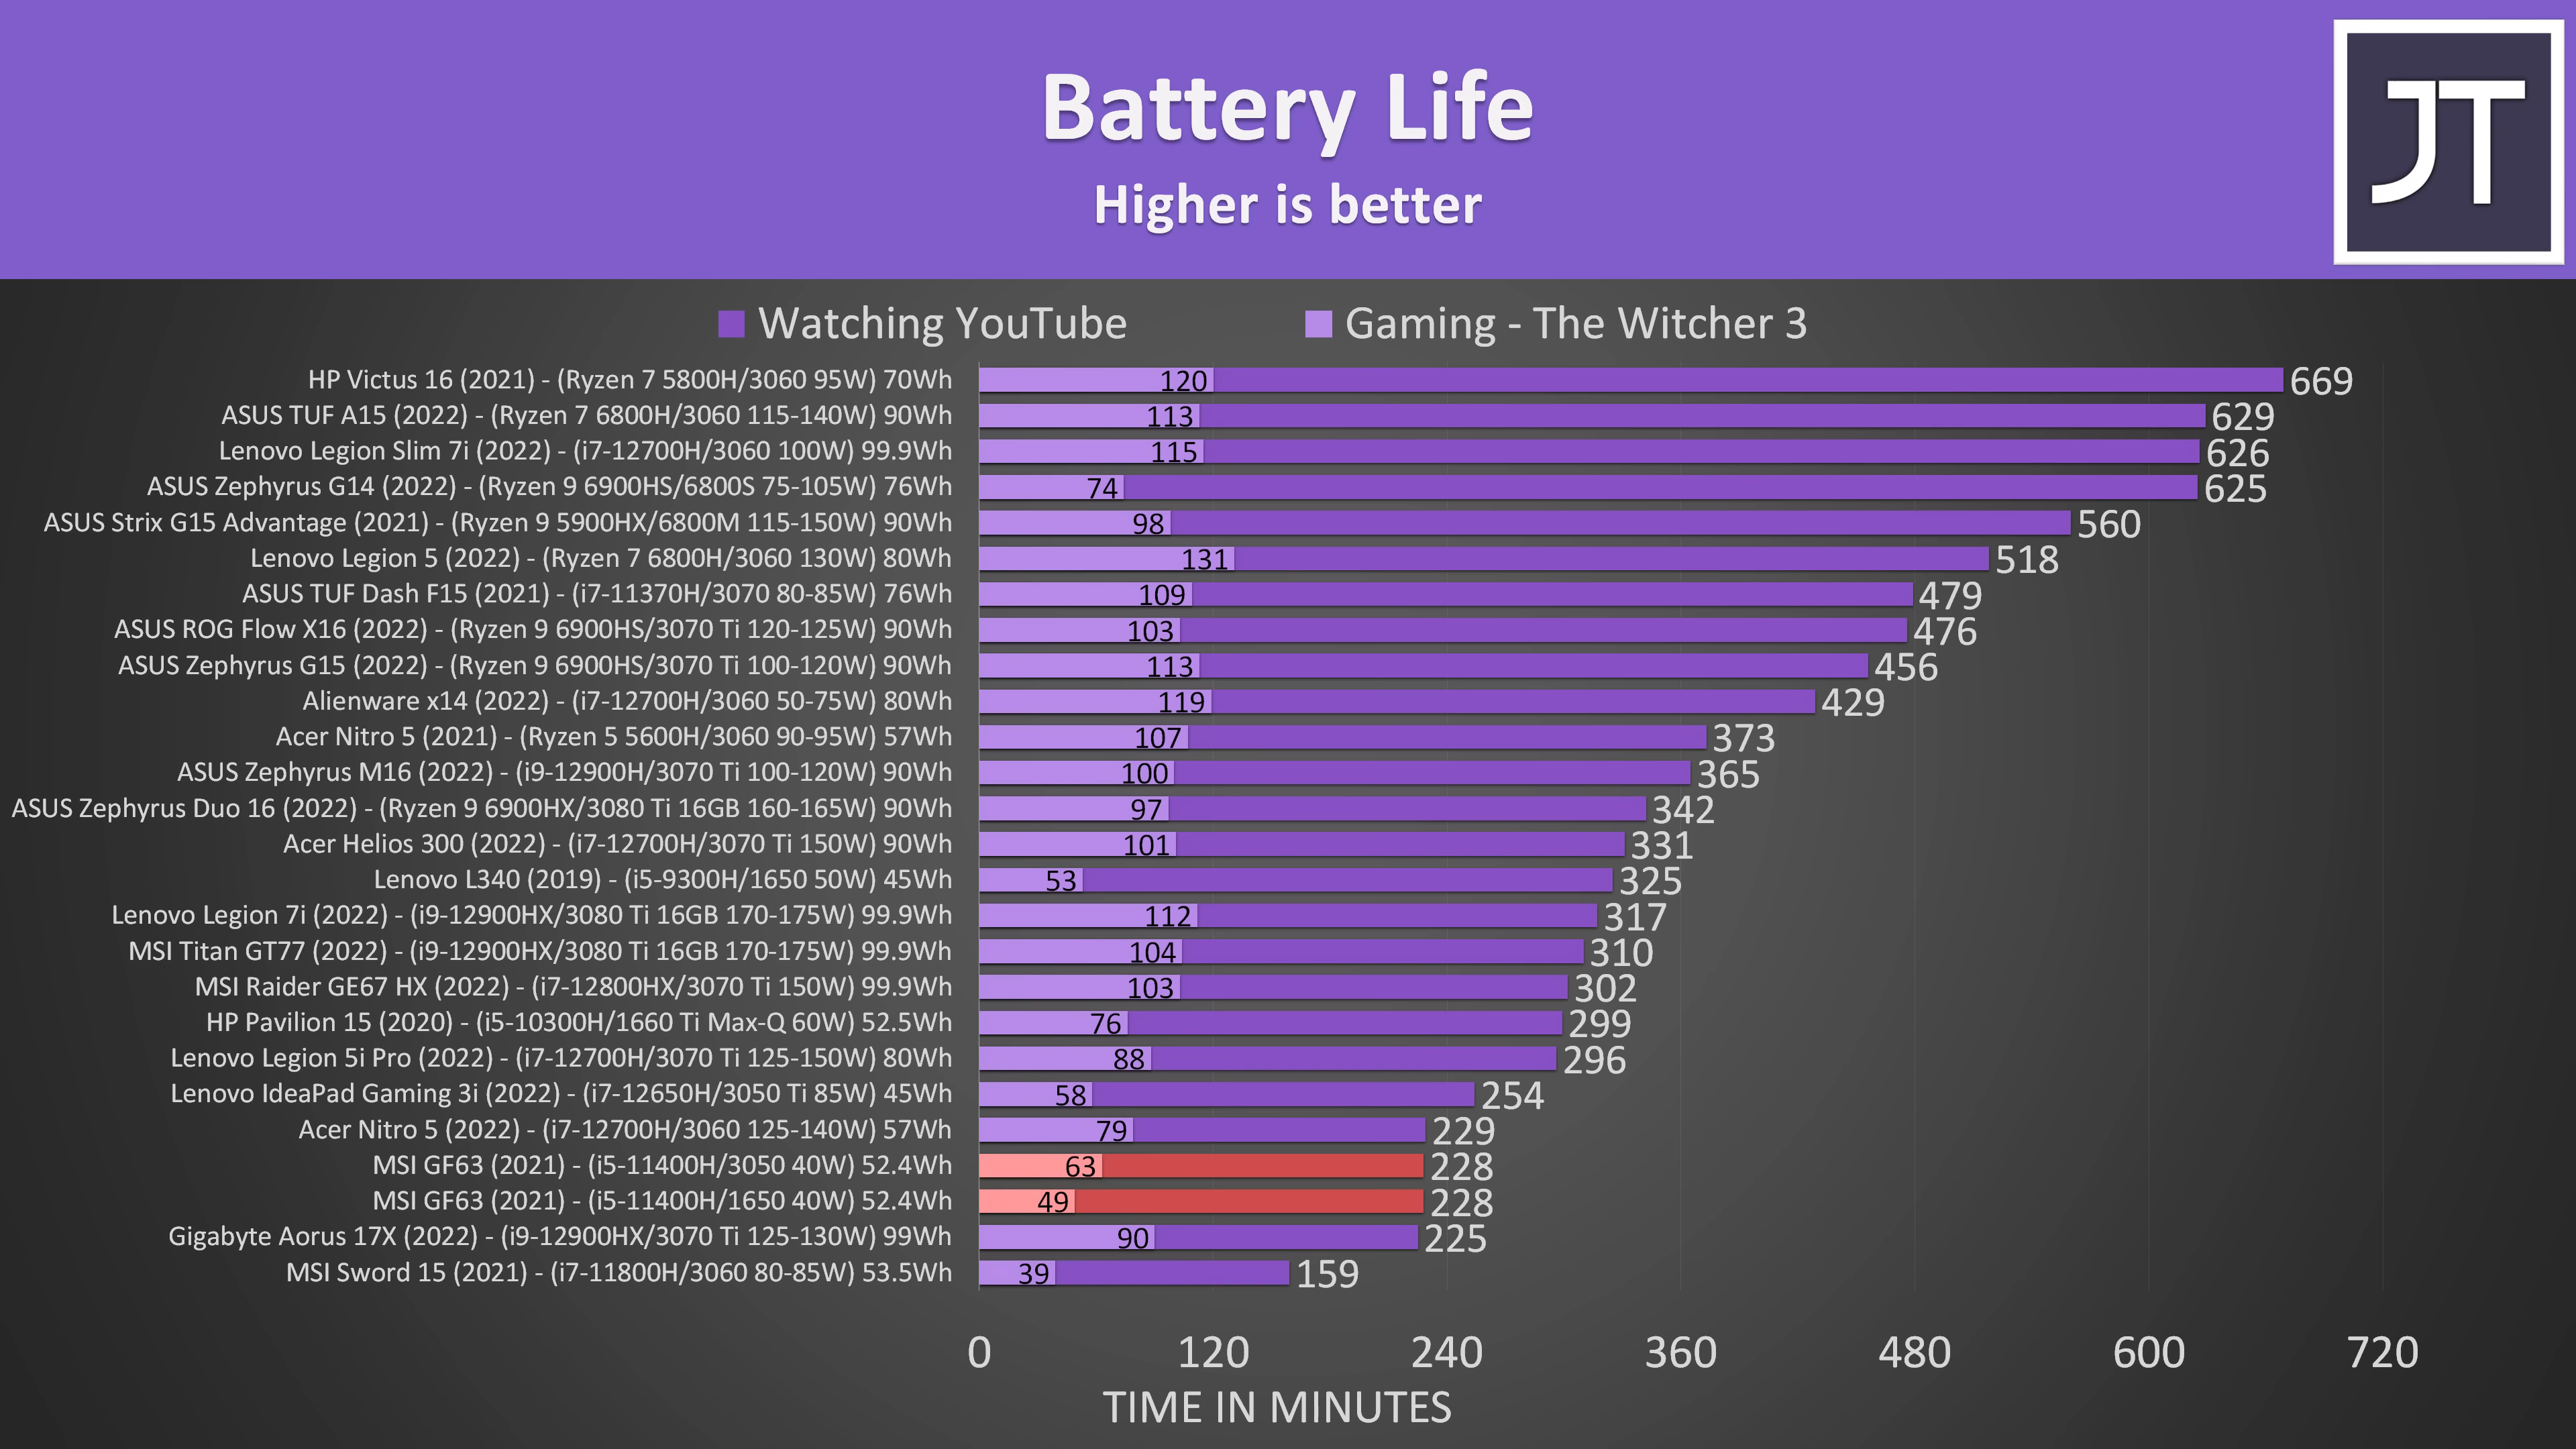 Battery Life
Higher is better
JT
Watching YouTube
Gaming - The Witcher 3
HP Victus 16 (2021) - (Ryzen 7 5800H/3060 95W) 70Wh 120 669
ASUS TUF A15 (2022) - (Ryzen 7 6800H/3060 115-140W) 90Wh 113 629
Lenovo Legion Slim 7i (2022) - (i7-12700H/3060 100W) 99.9Wh 115 626
ASUS Zephyrus G14 (2022) - (Ryzen 9 6900HS/6800S 75-105W) 76Wh 74 625
ASUS Strix G15 Advantage (2021) - (Ryzen 9 5900HX/6800M 115-150W) 90Wh 98 560
Lenovo Legion 5 (2022) - (Ryzen 7 6800H/3060 130W) 80Wh 131 518
ASUS TUF Dash F15 (2021) - (i7-11370H/3070 80-85W) 76Wh 109 479
ASUS ROG Flow X16 (2022) - (Ryzen 9 6900HS/3070 Ti 120-125W) 90Wh 103 476
ASUS Zephyrus G15 (2022) - (Ryzen 9 6900HS/3070 Ti 100-120W) 90Wh 113 456
Alienware x14 (2022) - (i7-12700H/3060 50-75W) 80Wh 119 429
Acer Nitro 5 (2021) - (Ryzen 5 5600H/3060 90-95W) 57Wh 107 373
ASUS Zephyrus M16 (2022) - (i9-12900H/3070 Ti 100-120W) 90Wh 100 365
ASUS Zephyrus Duo 16 (2022) - (Ryzen 9 6900HX/3080 Ti 16GB 160-165W) 90Wh 97 342
Acer Helios 300 (2022) - (i7-12700H/3070 Ti 150W) 90Wh 101 331
Lenovo L340 (2019) - (i5-9300H/1650 50W) 45Wh 53 325
Lenovo Legion 7i (2022) - (i9-12900HX/3080 Ti 16GB 170-175W) 99.9Wh 112 317
MSI Titan GT77 (2022) - (i9-12900HX/3080 Ti 16GB 170-175W) 99.9Wh 104 310
MSI Raider GE67 HX (2022) - (i7-12800HX/3070 Ti 150W) 99.9Wh 103 302
HP Pavilion 15 (2020) - (i5-10300H/1660 Ti Max-Q 60W) 52.5Wh 76 299
Lenovo Legion 5i Pro (2022) - (i7-12700H/3070 Ti 125-150W) 80Wh 88 296
Lenovo IdeaPad Gaming 3i (2022) - (i7-12650H/3050 Ti 85W) 45Wh 58 254
Acer Nitro 5 (2022) - (i7-12700H/3060 125-140W) 57Wh 79 229
MSI GF63 (2021) - (i5-11400H/3050 40W) 52.4Wh 63 228
MSI GF63 (2021) - (i5-11400H/1650 40W) 52.4Wh 49 228
Gigabyte Aorus 17X (2022) - (i9-12900HX/3070 Ti 125-130W) 99Wh 90 225
MSI Sword 15 (2021) - (i7-11800H/3060 80-85W) 53.5Wh 39 159
0 120 240 360 480 600 720
TIME IN MINUTES